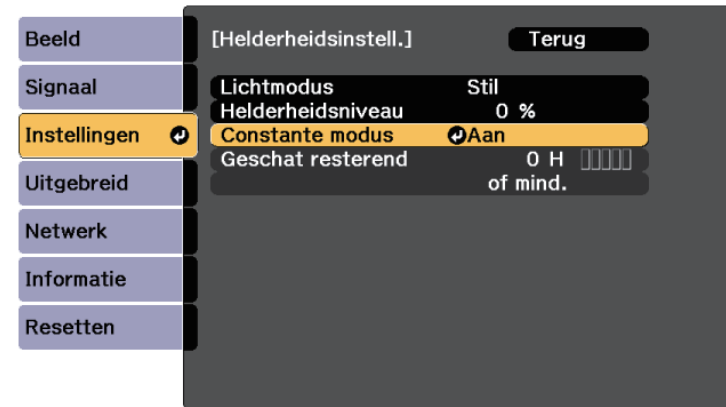 Beeld
Signaal
Instellingen
Uitgebreid
Netwerk
Informatie
Resetten
[Helderheidsinstell.] Terug
Lichtmodus Stil
Helderheidsniveau 0 %
Constante modus Aan
Geschat resterend 0 H
of mind.